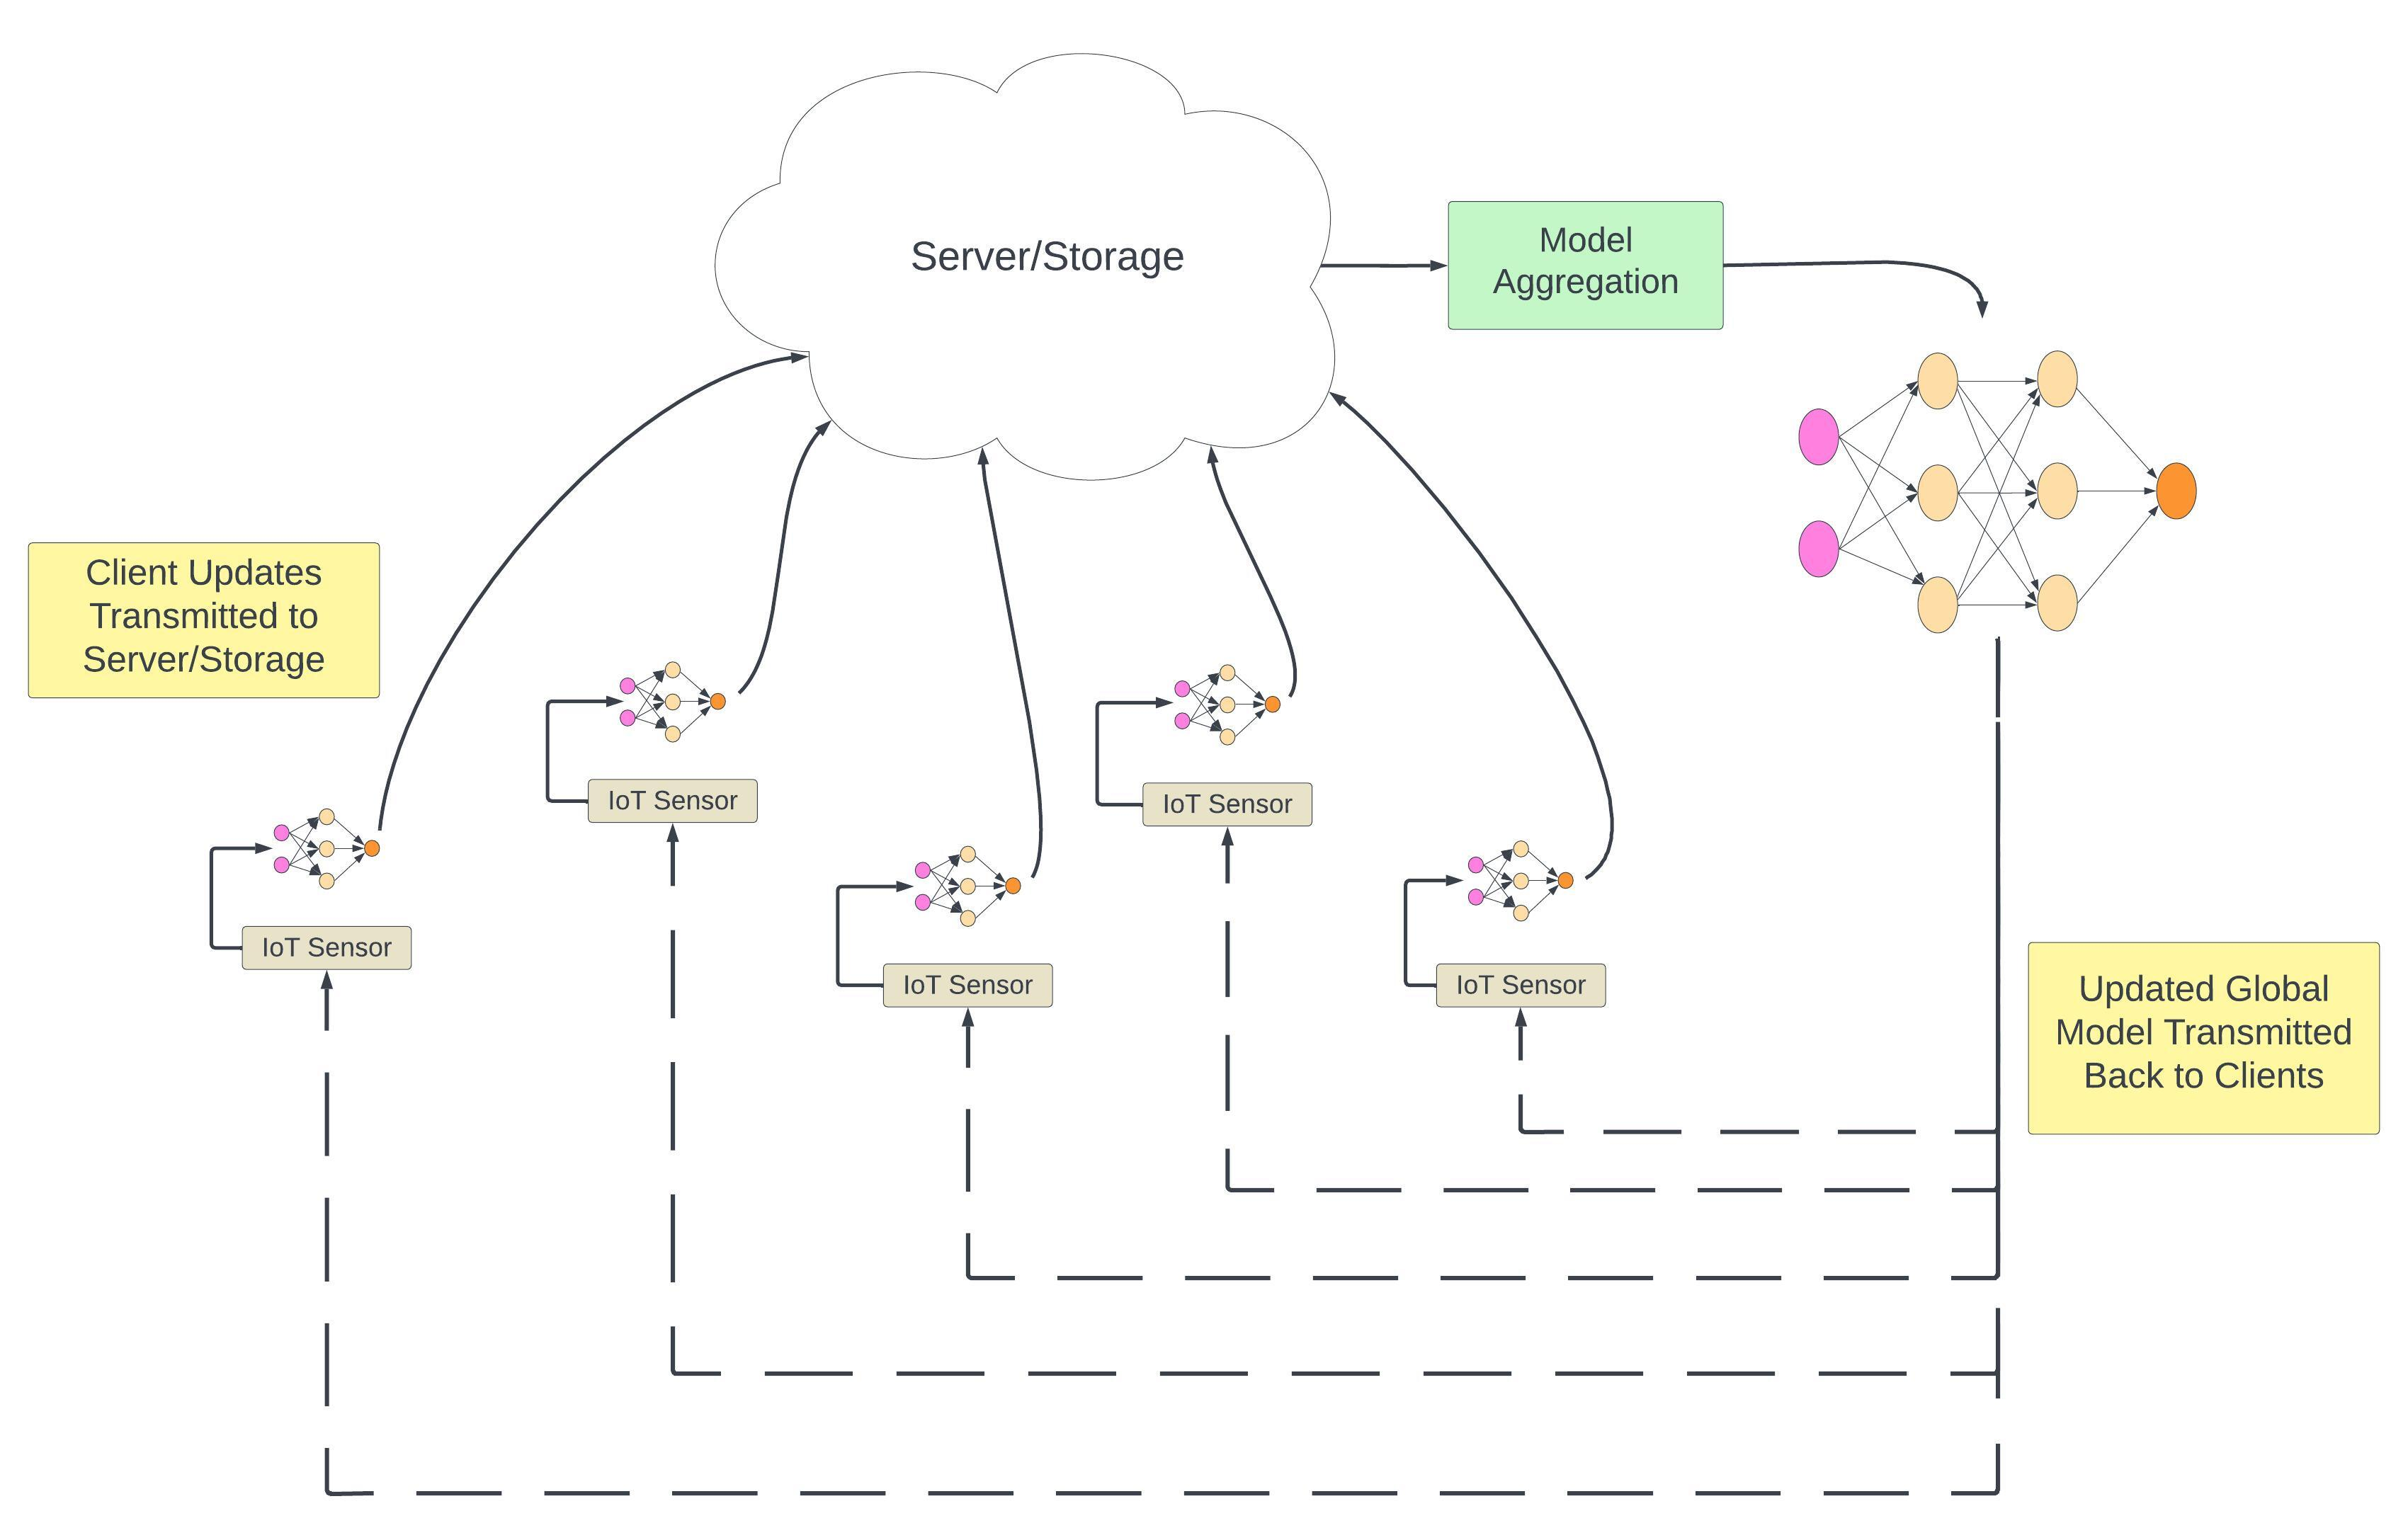 Server/Storage
Model
Aggregation
Client Updates
Transmitted to
Server/Storage
IoT Sensor
IoT Sensor
IoT Sensor
IoT Sensor
IoT Sensor
Updated Global
Model Transmitted
Back to Clients